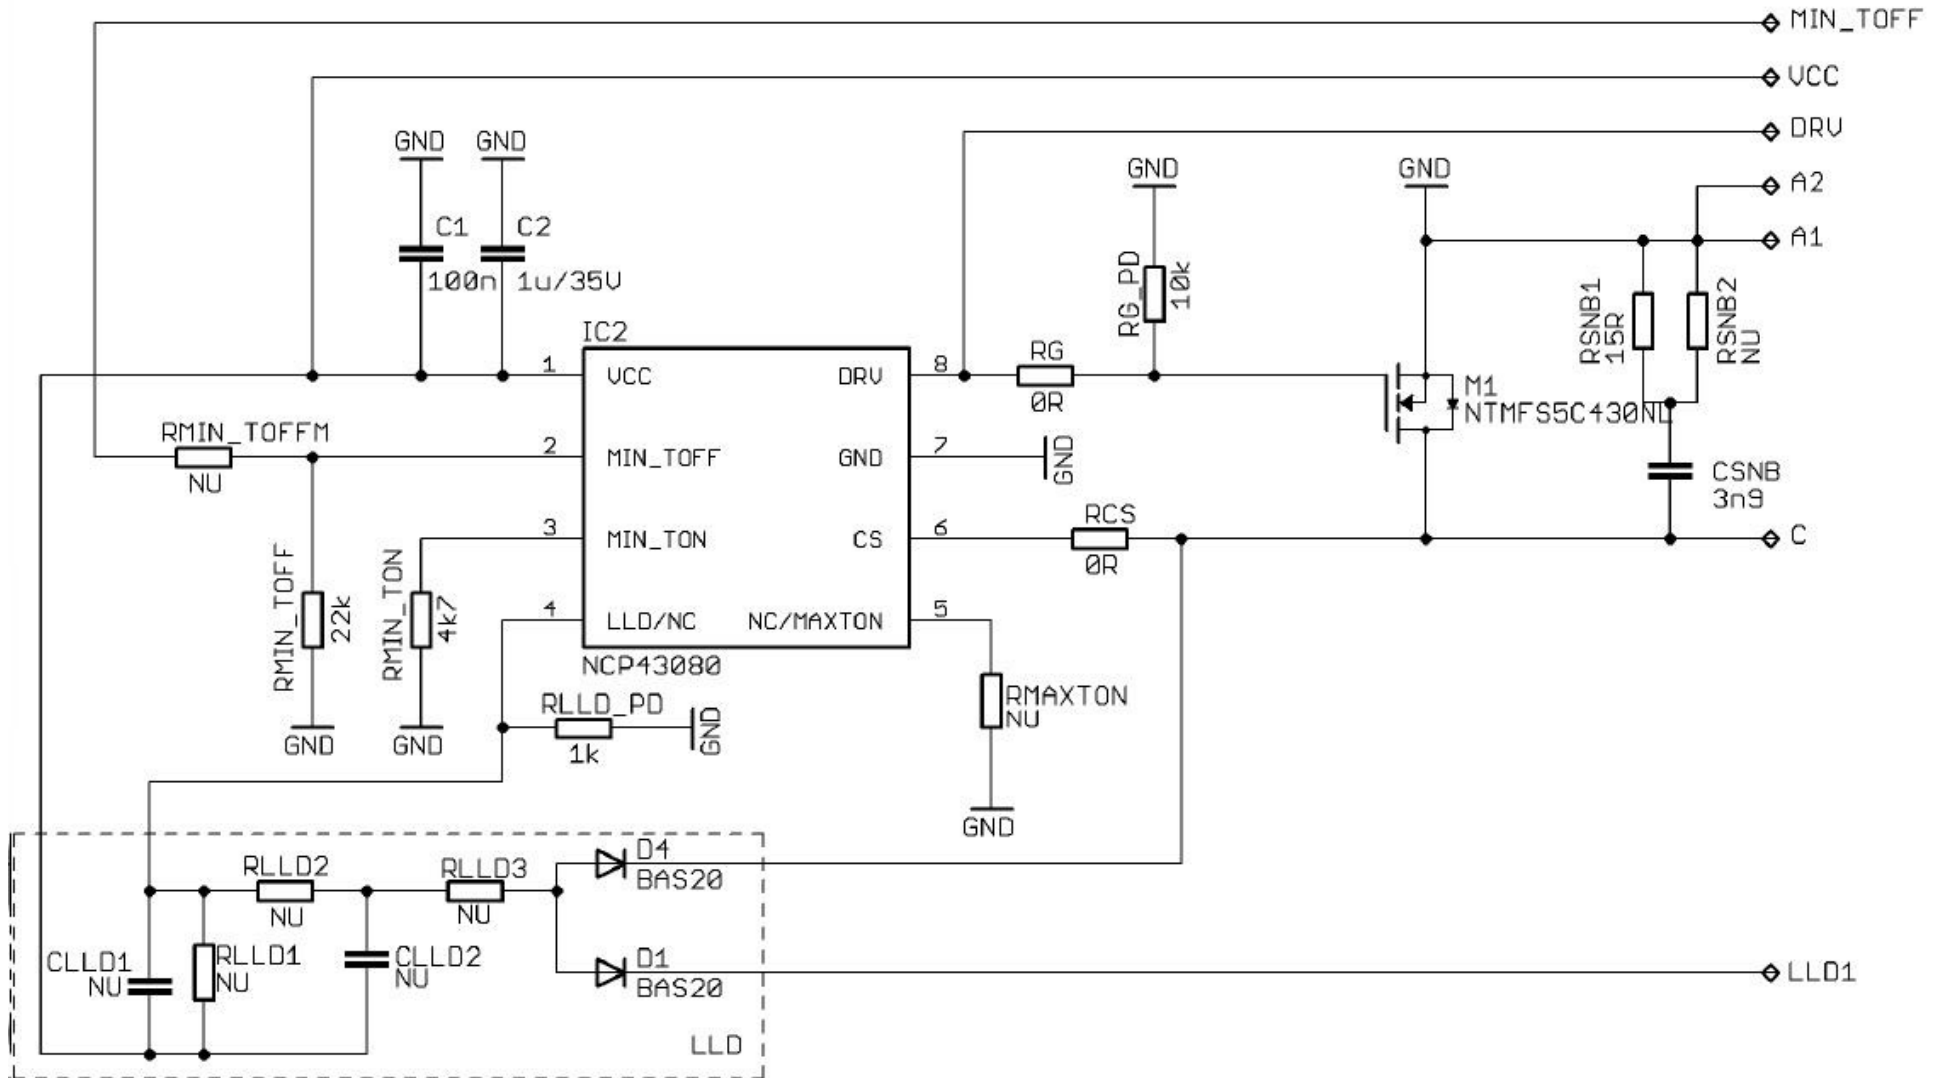 MIN_TOFF
VCC
DRV
GND
GND
GND
GND
A2
A1
C1
100n
C2
1u/35V
RG_PD
10k
RSNB1
15R
RSNB2
NU
IC2
1
VCC
DRV
8
RG
0R
M1
NTMFS5C430NL
RMIN_TOFFM
NU
2
MIN_TOFF
GND
7
GND
CSNB
3n9
3
MIN_TON
CS
6
RCS
0R
C
RMIN_TOFF
22k
RMIN_TON
4k7
4
LLD/NC
NC/MAXTON
5
NCP43080
RLLD_PD
1k
GND
RMAXTON
NU
GND
GND
GND
D4
BAS20
RLLD2
NU
RLLD3
NU
CLLD1
NU
RLLD1
NU
CLLD2
NU
D1
BAS20
LLD1
LLD